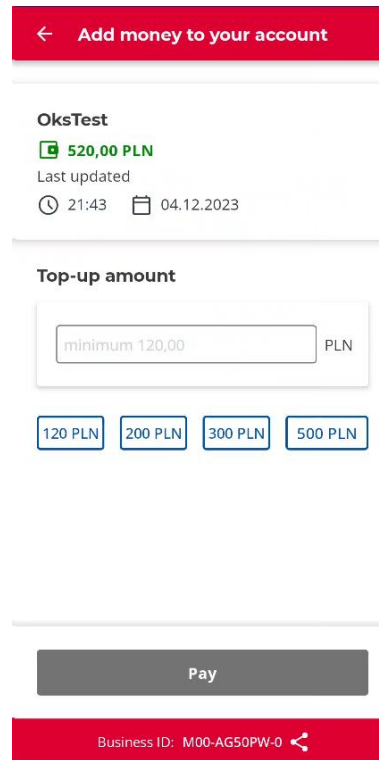 Add money to your account
OksTest
520,00 PLN
Last updated
21:43 04.12.2023
Top-up amount
minimum 120,00 PLN
120 PLN 200 PLN 300 PLN 500 PLN
Pay
Business ID: M00-AG50PW-0